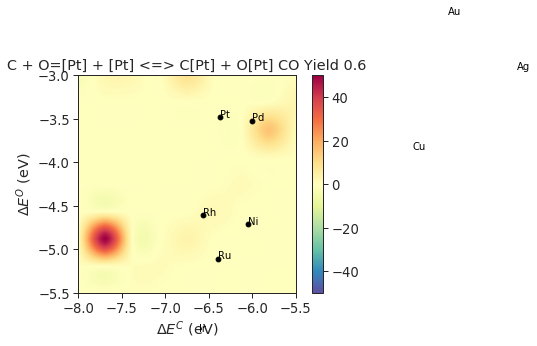 Au
C + O=[Pt] + [Pt] <=> C[Pt] + O[Pt] CO Yield 0.6
Ag
−3.0
−3.5
−4.0
−4.5
−5.0
−5.5
ΔE^O (eV)
Pt
Pd
Cu
Rh
Ni
Ru
40
20
0
−20
−40
−8.0 −7.5 −7.0 −6.5 −6.0 −5.5
ΔE^C (eV)
Ir